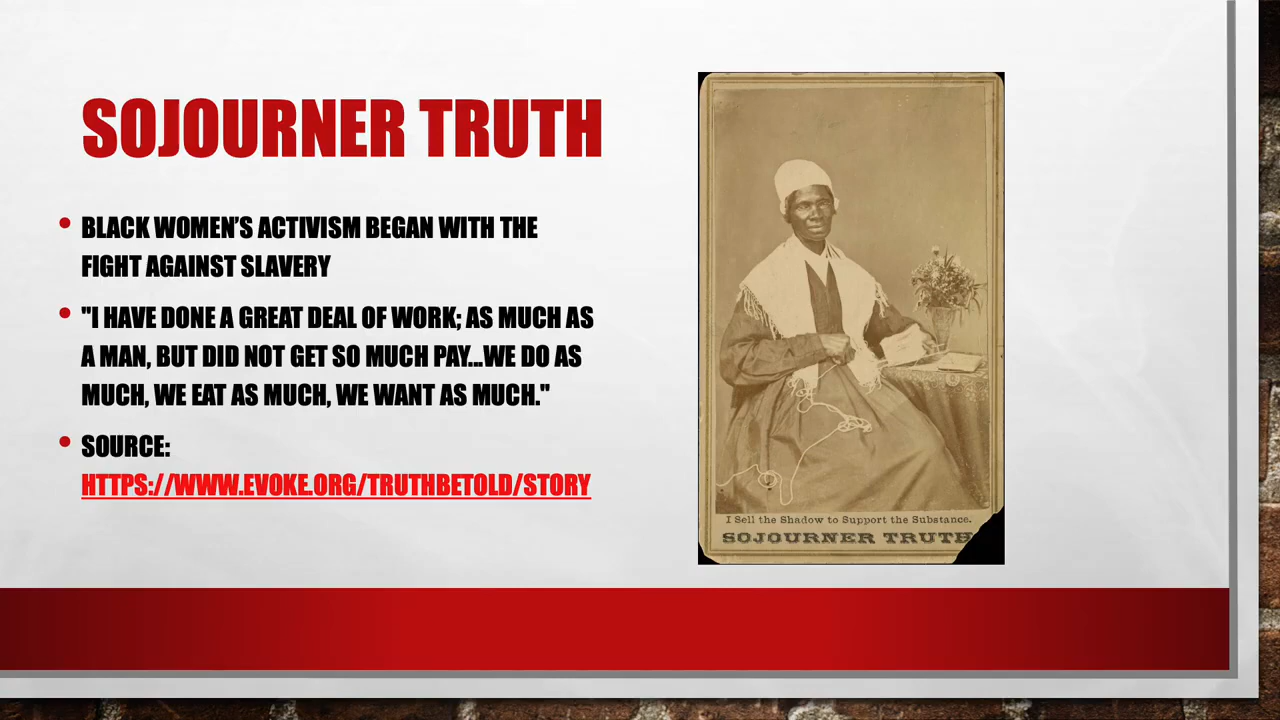 SOJOURNER TRUTH
• BLACK WOMEN’S ACTIVISM BEGAN WITH THE
FIGHT AGAINST SLAVERY
• "I HAVE DONE A GREAT DEAL OF WORK; AS MUCH AS
A MAN, BUT DID NOT GET SO MUCH PAY...WE DO AS
MUCH, WE EAT AS MUCH, WE WANT AS MUCH."
• SOURCE:
HTTPS://WWW.EVOKE.ORG/TRUTHBETOLD/STORY
I Sell the Shadow to Support the Substance.
SOJOURNER TRUTH